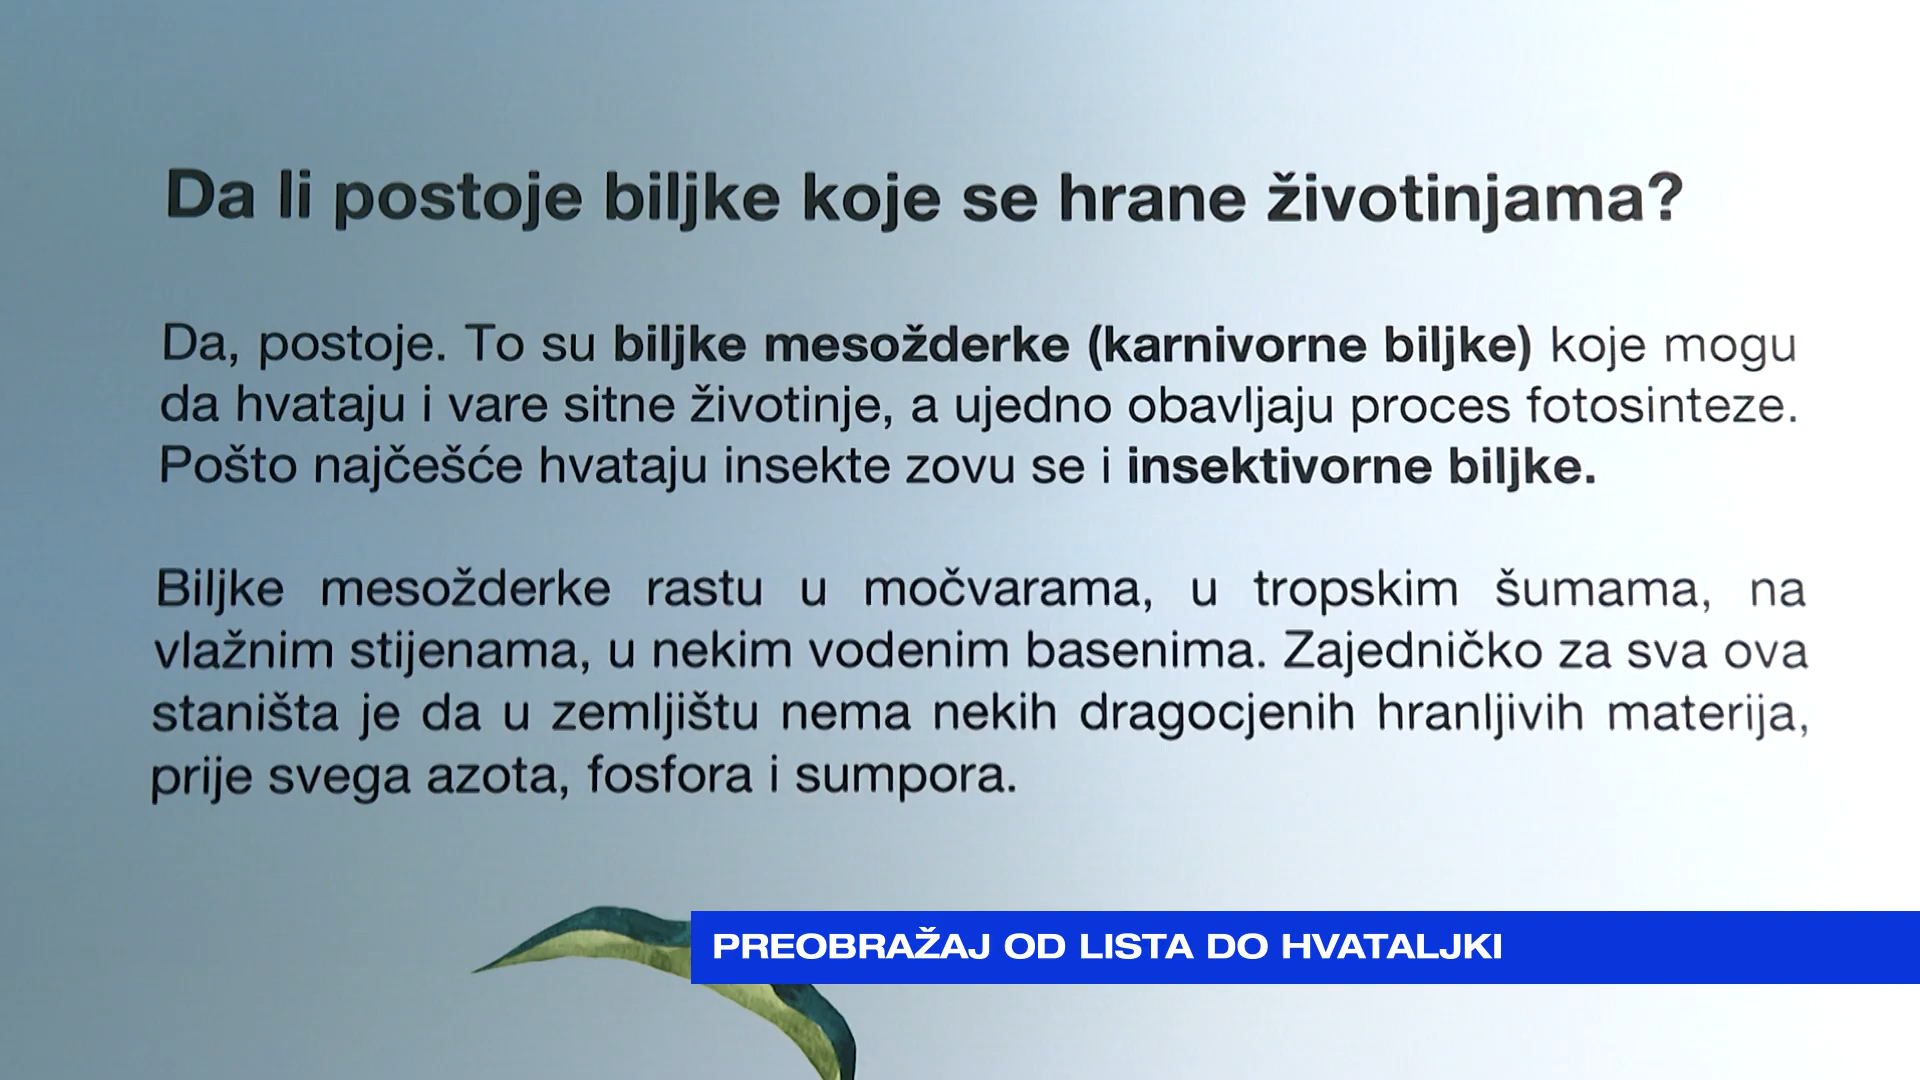 Da li postoje biljke koje se hrane životinjama?
Da, postoje. To su biljke mesožderke (karnivorne biljke) koje mogu
da hvataju i vare sitne životinje, a ujedno obavljaju proces fotosinteze.
Pošto najčešće hvataju insekte zovu se i insektivorne biljke.
Biljke mesožderke rastu u močvarama, u tropskim šumama, na
vlažnim stijenama, u nekim vodenim basenima. Zajedničko za sva ova
staništa je da u zemljištu nema nekih dragocjenih hranljivih materija,
prije svega azota, fosfora i sumpora.
PREOBRAŽAJ OD LISTA DO HVATALJKI